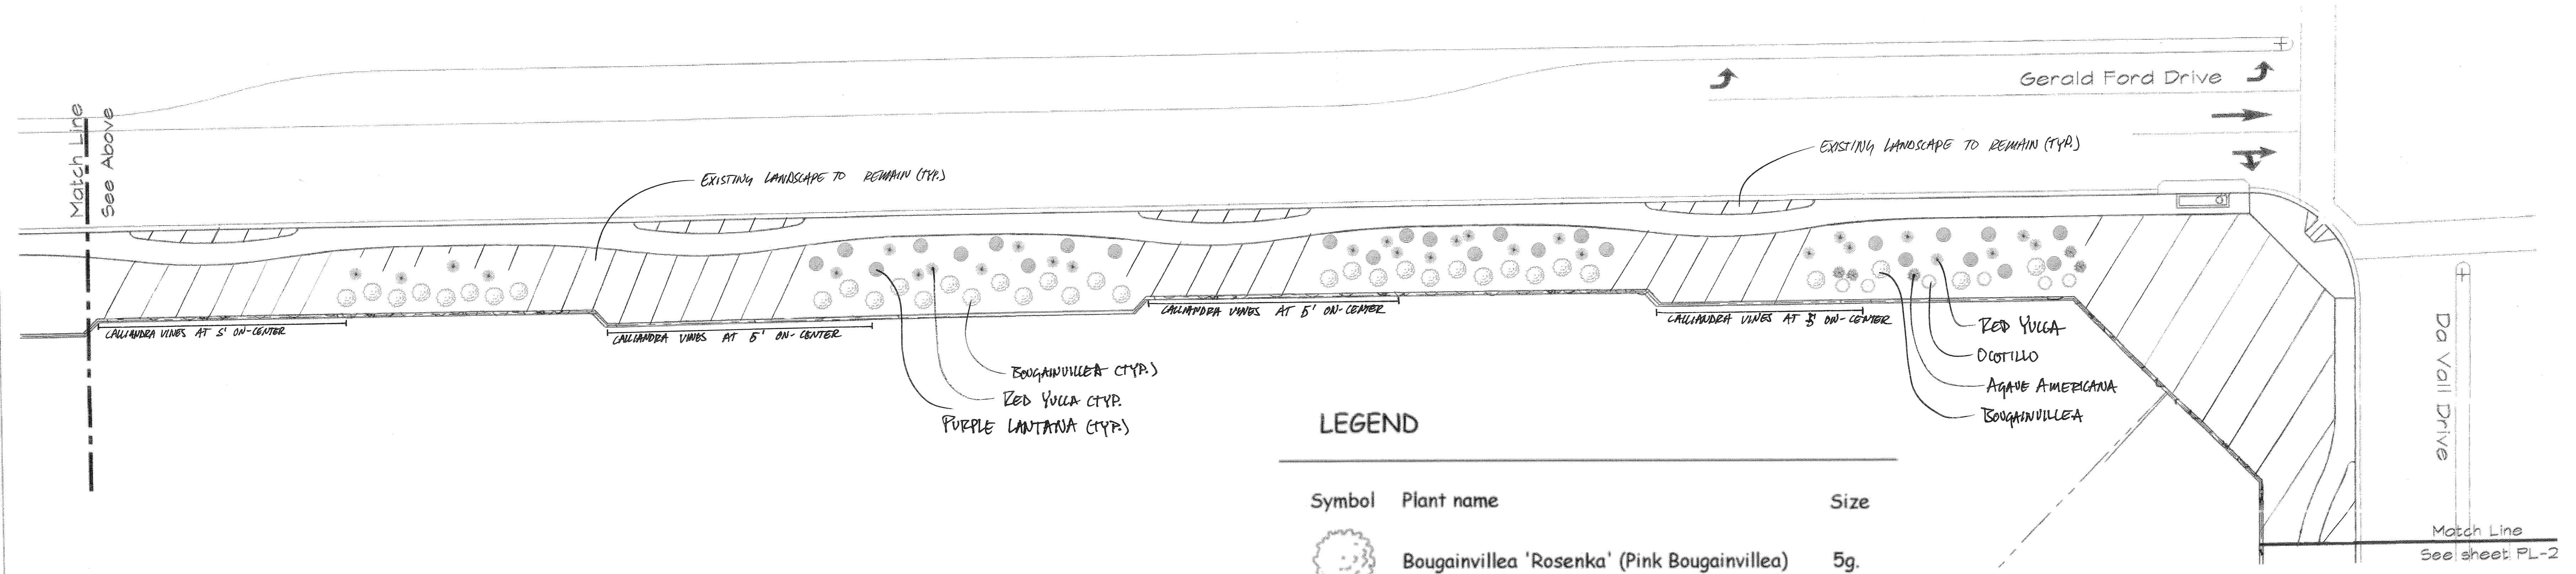 Gerald Ford Drive
Match Line
See Above
EXISTING LANDSCAPE TO REMAIN (TYP.)
EXISTING LANDSCAPE TO REMAIN (TYP.)
CALLIANDRA VINES AT 5' ON-CENTER
CALLIANDRA VINES AT 5' ON-CENTER
CALLIANDRA VINES AT 5' ON-CENTER
CALLIANDRA VINES AT 5' ON-CENTER
BOUGAINVILLEA (TYP.)
RED YUCCA (TYP.
PURPLE LANTANA (TYP.)
RED YUCCA
OCOTILLO
AGAVE AMERICANA
BOUGAINVILLEA
Da Vall Drive
LEGEND
Symbol Plant name Size
Bougainvillea 'Rosenka' (Pink Bougainvillea) 5g.
Match Line
See sheet PL-2